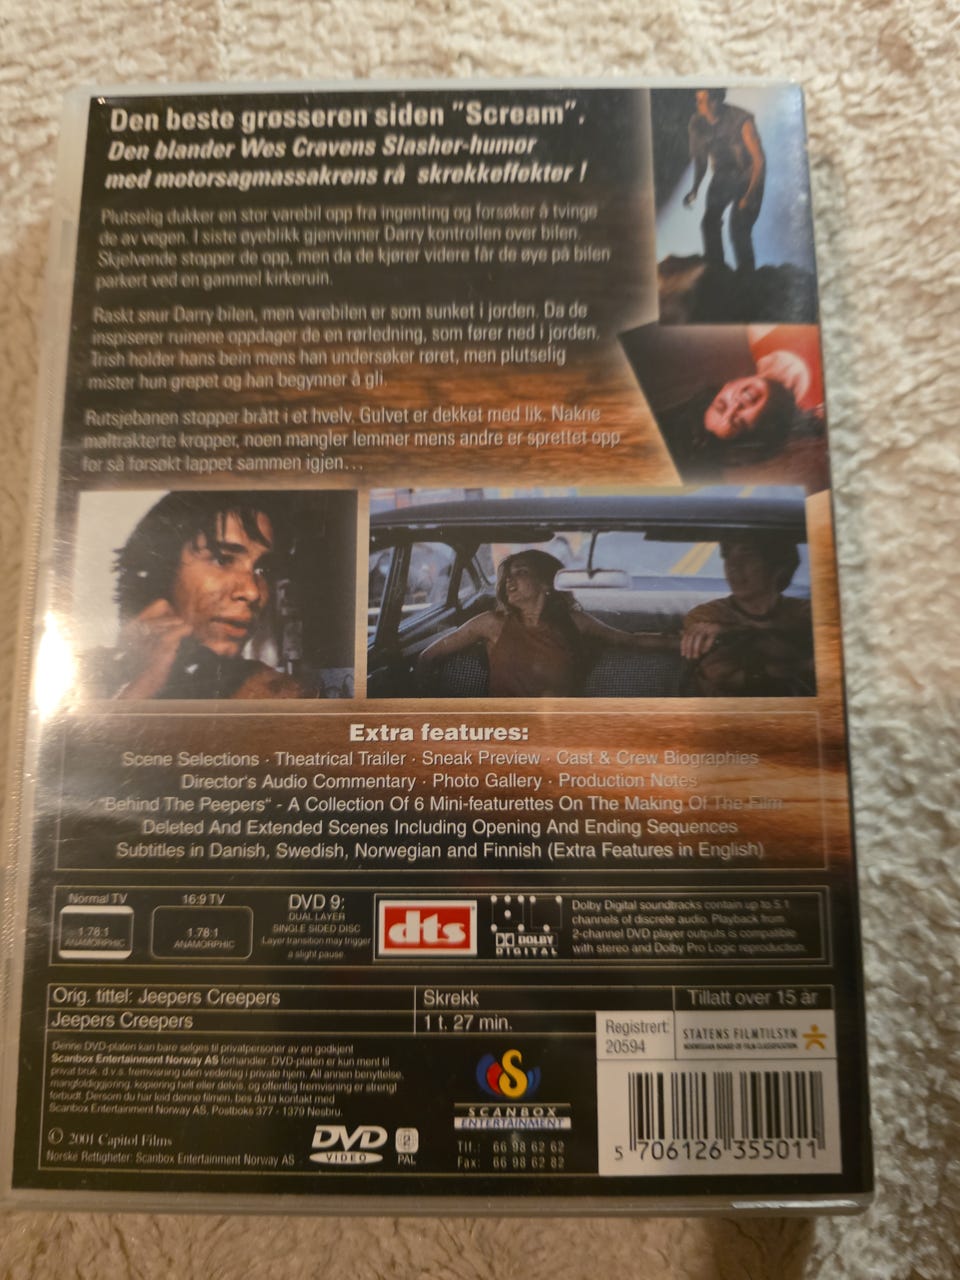 Den beste grøsseren siden "Scream".
Den blander Wes Cravens Slasher-humor
med motorsagmassakrens rå skrekkeffekter !
Plutselig dukker en stor varebil opp fra ingenting og forsøker å tvinge
de av vegen. I siste øyeblikk gjenvinner Darry kontrollen over bilen.
Skjelvende stopper de opp, men da de kjører videre får de øye på bilen
parkert ved en gammel kirkeruin.
Raskt snur Darry bilen, men varebilen er som sunket i jorden. Da de
inspiserer ruinene oppdager de en rørledning, som fører ned i jorden.
Trish holder hans bein mens han undersøker røret, men plutselig
mister hun grepet og han begynner å gli.
Rutsjebanen stopper brått i et hvelv. Gulvet er dekket med lik. Nakne
maltrakterte kropper, noen mangler lemmer mens andre er sprettet opp
for så forsøkt lappet sammen igjen...
Extra features:
Scene Selections · Theatrical Trailer · Sneak Preview · Cast & Crew Biographies
Director's Audio Commentary · Photo Gallery · Production Notes
"Behind The Peepers" - A Collection Of 6 Mini-featurettes On The Making Of The Film
Deleted And Extended Scenes Including Opening And Ending Sequences
Subtitles in Danish, Swedish, Norwegian and Finnish (Extra Features in English)
Normal TV
1.78:1
ANAMORPHIC
16:9 TV
1.78:1
ANAMORPHIC
DVD 9:
DUAL LAYER
SINGLE SIDED DISC
Layer transition may trigger
a slight pause.
dts
DOLBY
DIGITAL
Dolby Digital soundtracks contain up to 5.1
channels of discrete audio. Playback from
2-channel DVD player outputs is compatible
with stereo and Dolby Pro Logic reproduction.
Orig. tittel: Jeepers Creepers
Skrekk
Tillatt over 15 år
Jeepers Creepers
1 t. 27 min.
Registrert:
20594
STATENS FILMTILSYN
NORWEGIAN BOARD OF FILM CLASSIFICATION
Denne DVD-platen kan bare selges til privatpersoner av en godkjent
Scanbox Entertainment Norway AS forhandler. DVD-platen er kun ment til
privat bruk, d.v.s. fremvisning uten vederlag i private hjem. All annen benyttelse,
mangfoldiggjøring, kopiering helt eller delvis, og offentlig fremvisning er strengt
forbudt. Dersom du har leid denne filmen, bes du ta kontakt med
Scanbox Entertainment Norway AS, Postboks 377 - 1379 Nesbru.
S
SCANBOX
ENTERTAINMENT
© 2001 Capitol Films
Norske Rettigheter: Scanbox Entertainment Norway AS
DVD
VIDEO
2
PAL
Tlf.: 66 98 62 62
Fax: 66 98 62 82
5 706126 355011